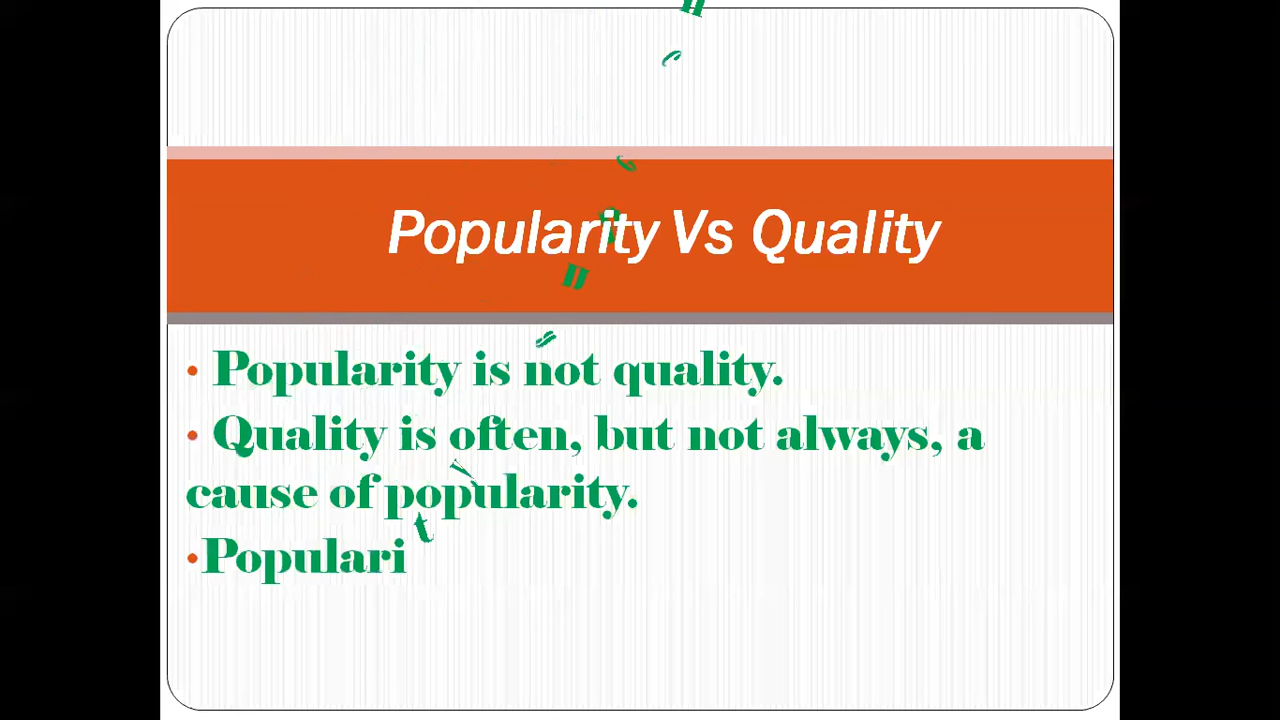 Popularity Vs Quality
• Popularity is not quality.
• Quality is often, but not always, a
cause of popularity.
•Populari